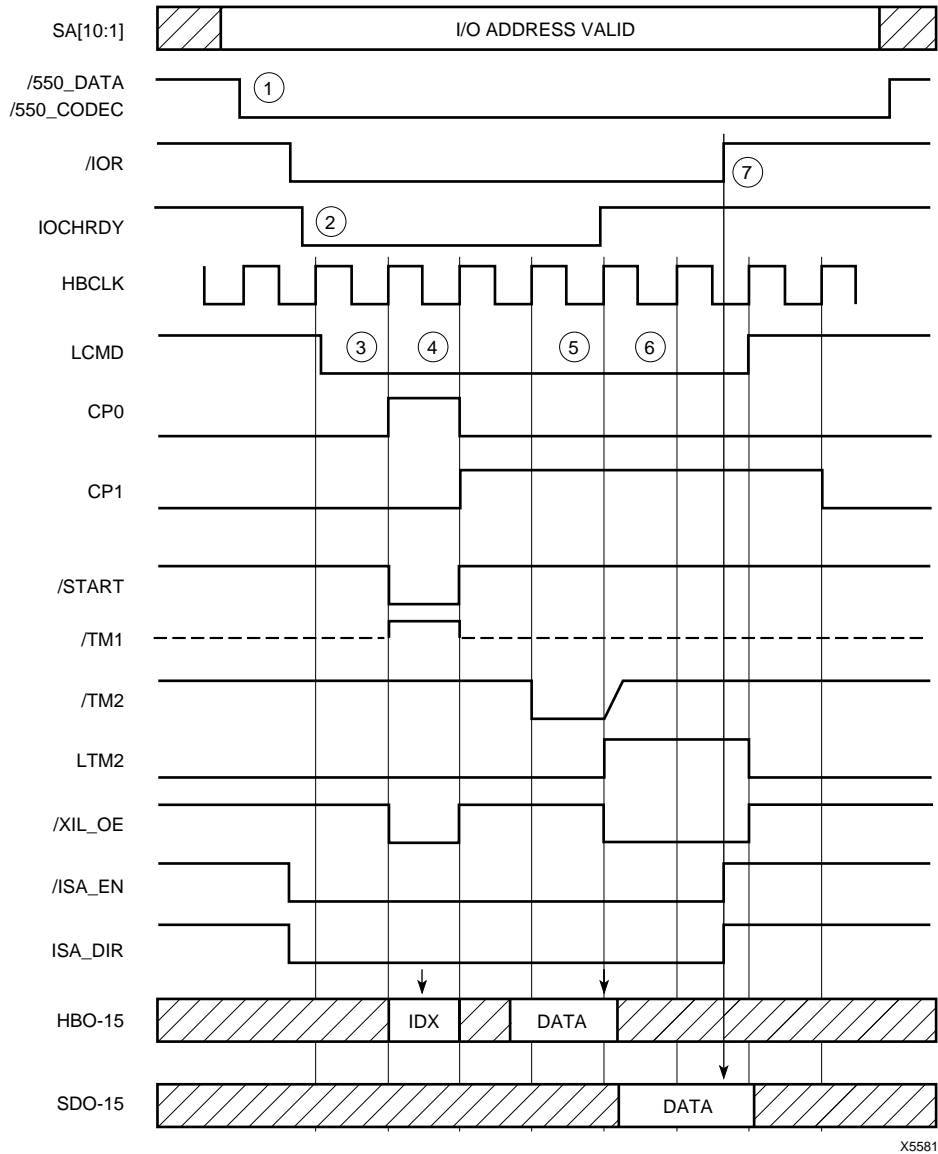 SA[10:1]
I/O ADDRESS VALID
/550_DATA
/550_CODEC
1
/IOR
7
IOCHRDY
2
HBCLK
LCMD
3
4
5
6
CP0
CP1
/START
/TM1
/TM2
LTM2
/XIL_OE
/ISA_EN
ISA_DIR
HBO-15
IDX
DATA
SDO-15
DATA
X5581